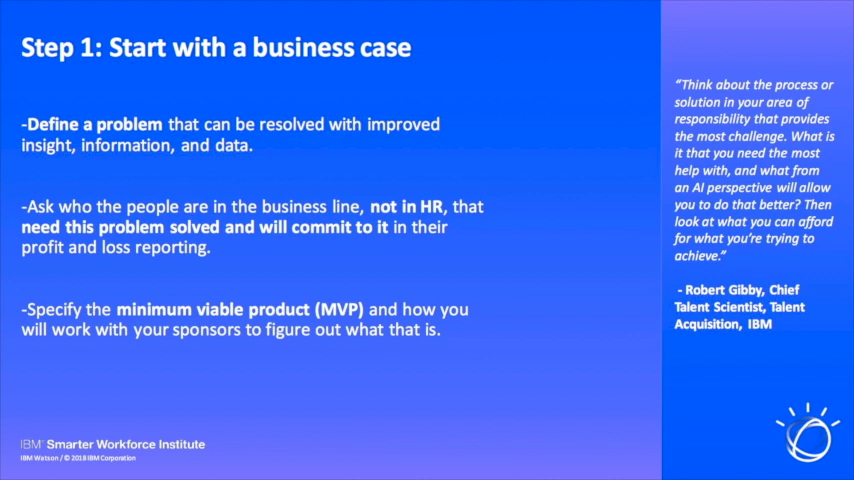 Step 1: Start with a business case
-Define a problem that can be resolved with improved
insight, information, and data.
-Ask who the people are in the business line, not in HR, that
need this problem solved and will commit to it in their
profit and loss reporting.
-Specify the minimum viable product (MVP) and how you
will work with your sponsors to figure out what that is.
IBM™ Smarter Workforce Institute
IBM Watson / © 2018 IBM Corporation
“Think about the process or
solution in your area of
responsibility that provides
the most challenge. What is
it that you need the most
help with, and what from
an AI perspective will allow
you to do that better? Then
look at what you can afford
for what you’re trying to
achieve.”
- Robert Gibby, Chief
Talent Scientist, Talent
Acquisition, IBM